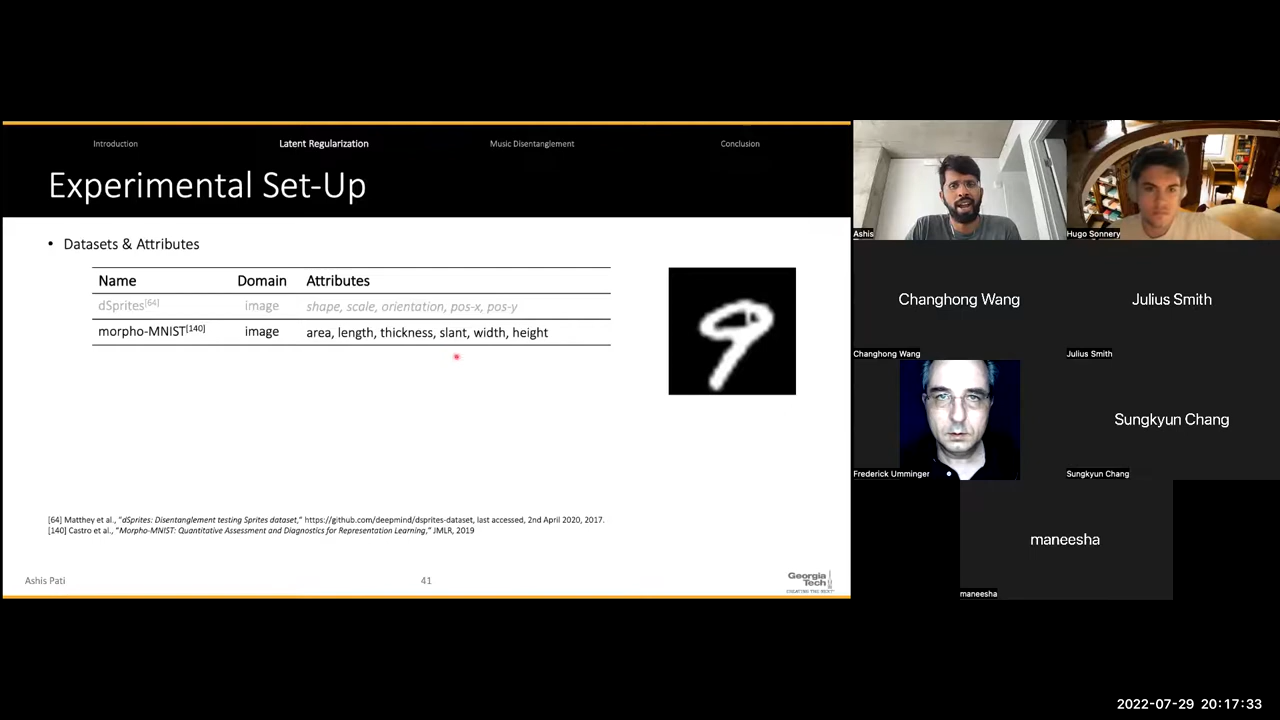 Introduction
Latent Regularization
Music Disentanglement
Conclusion
Experimental Set-Up
• Datasets & Attributes
Name Domain Attributes
dSprites[64] image shape, scale, orientation, pos-x, pos-y
morpho-MNIST[140] image area, length, thickness, slant, width, height
[64] Matthey et al., "dSprites: Disentanglement testing Sprites dataset," https://github.com/deepmind/dsprites-dataset, last accessed, 2nd April 2020, 2017.
[140] Castro et al., "Morpho-MNIST: Quantitative Assessment and Diagnostics for Representation Learning," JMLR, 2019
Ashis Pati
41
Georgia
Tech
Ashis
Hugo Sonnery
Changhong Wang
Changhong Wang
Julius Smith
Julius Smith
Frederick Umminger
Sungkyun Chang
Sungkyun Chang
maneesha
maneesha
2022-07-29 20:17:33